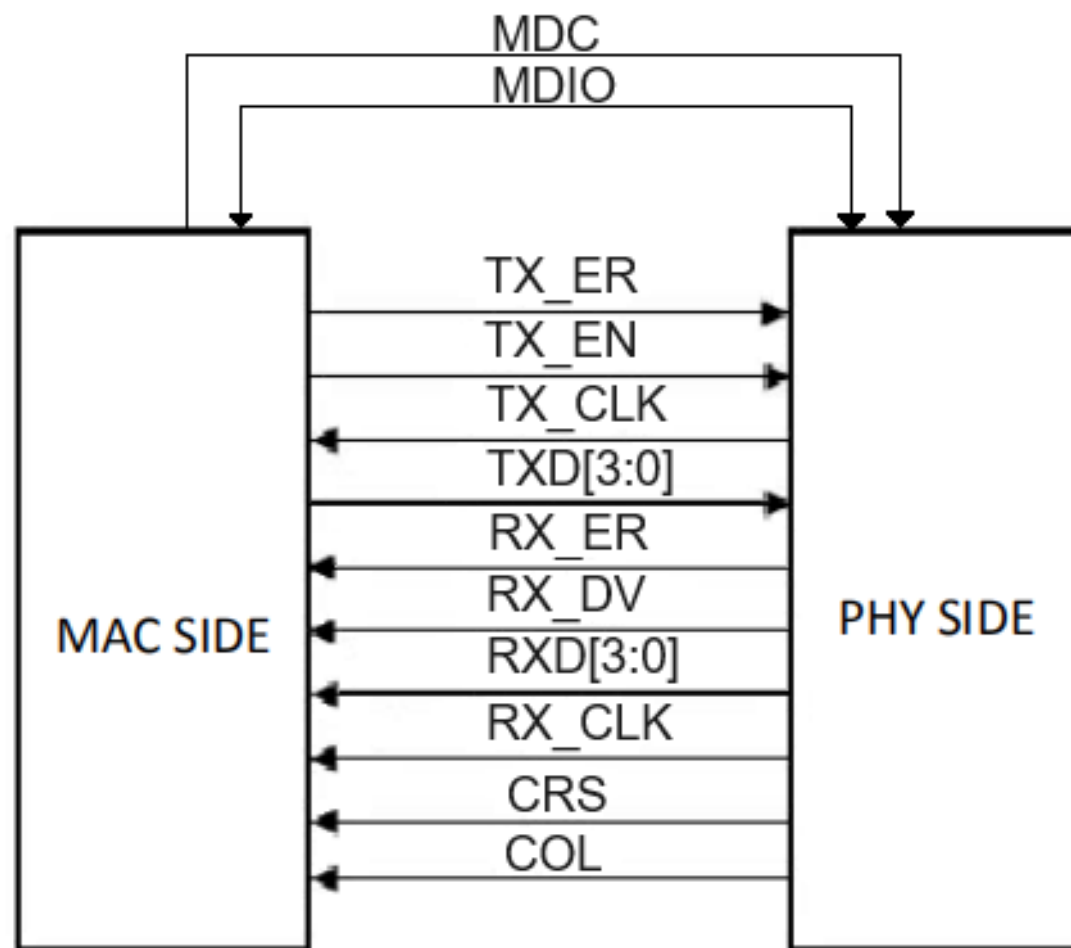 MDC
MDIO
TX_ER
TX_EN
TX_CLK
TXD[3:0]
RX_ER
RX_DV
RXD[3:0]
RX_CLK
CRS
COL
MAC SIDE
PHY SIDE